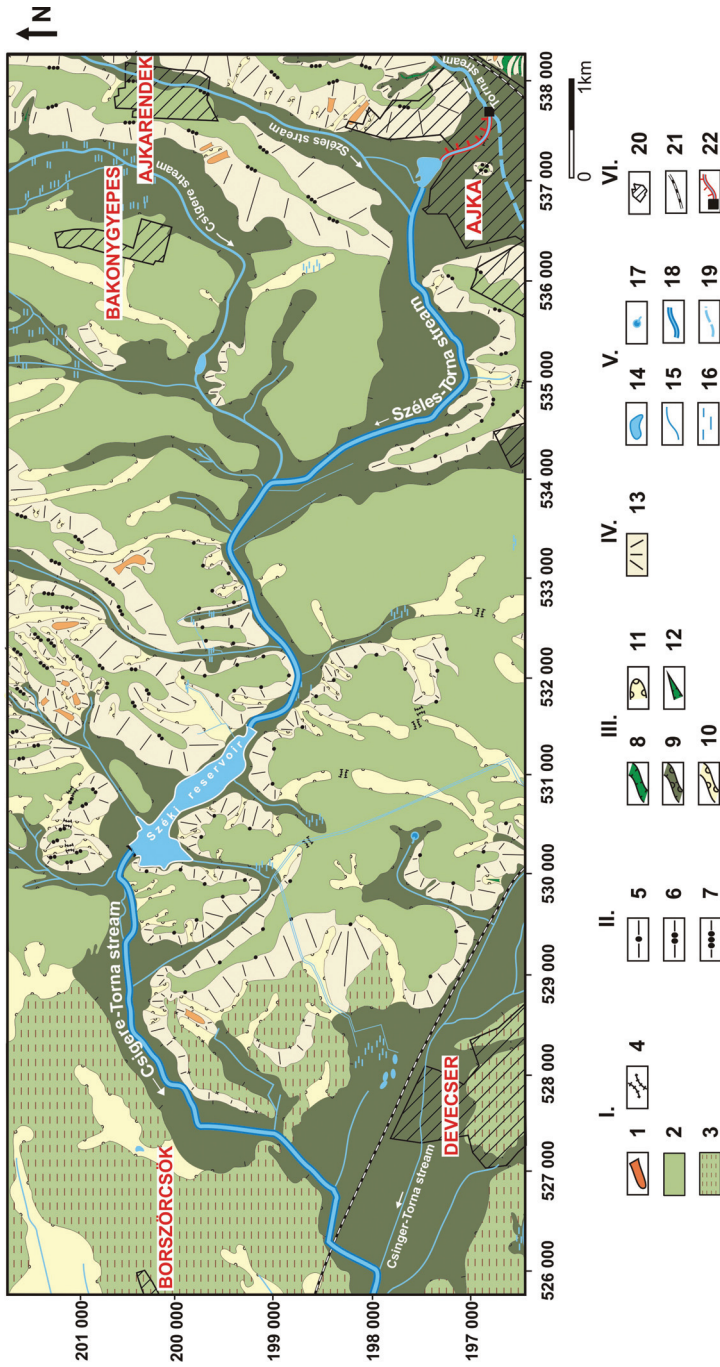 N
201 000
200 000
199 000
198 000
197 000
BORSZÖRCSÖK
BAKONYGYEPES
AJKARENDEK
Csigere stream
Széles stream
Csigera-Torna stream
Széki reservoir
Széles-Torna stream
Torna stream
AJKA
DEVECSER
Csinger-Torna stream
526 000
527 000
528 000
529 000
530 000
531 000
532 000
533 000
534 000
535 000
536 000
537 000
538 000
0 1km
I. II. III. IV. V. VI.
1 4 5 8 11 13 14 17 20
2 6 9 12 15 18 21
3 7 10 16 19 22